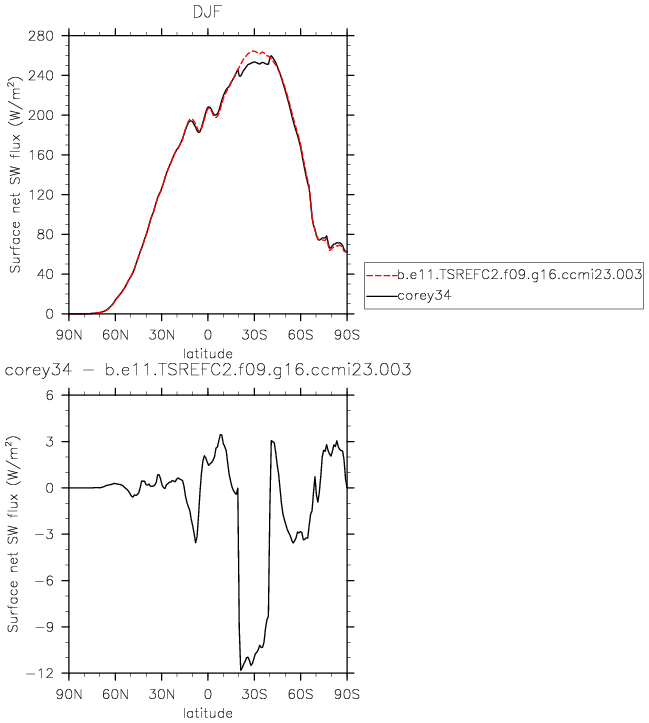 DJF
280
240
200
160
120
80
40
0
Surface net SW flux (W/m²)
90N 60N 30N 0 30S 60S 90S
latitude
b.e11.TSREFC2.f09.g16.ccmi23.003
corey34
corey34 − b.e11.TSREFC2.f09.g16.ccmi23.003
6
3
0
−3
−6
−9
−12
Surface net SW flux (W/m²)
90N 60N 30N 0 30S 60S 90S
latitude